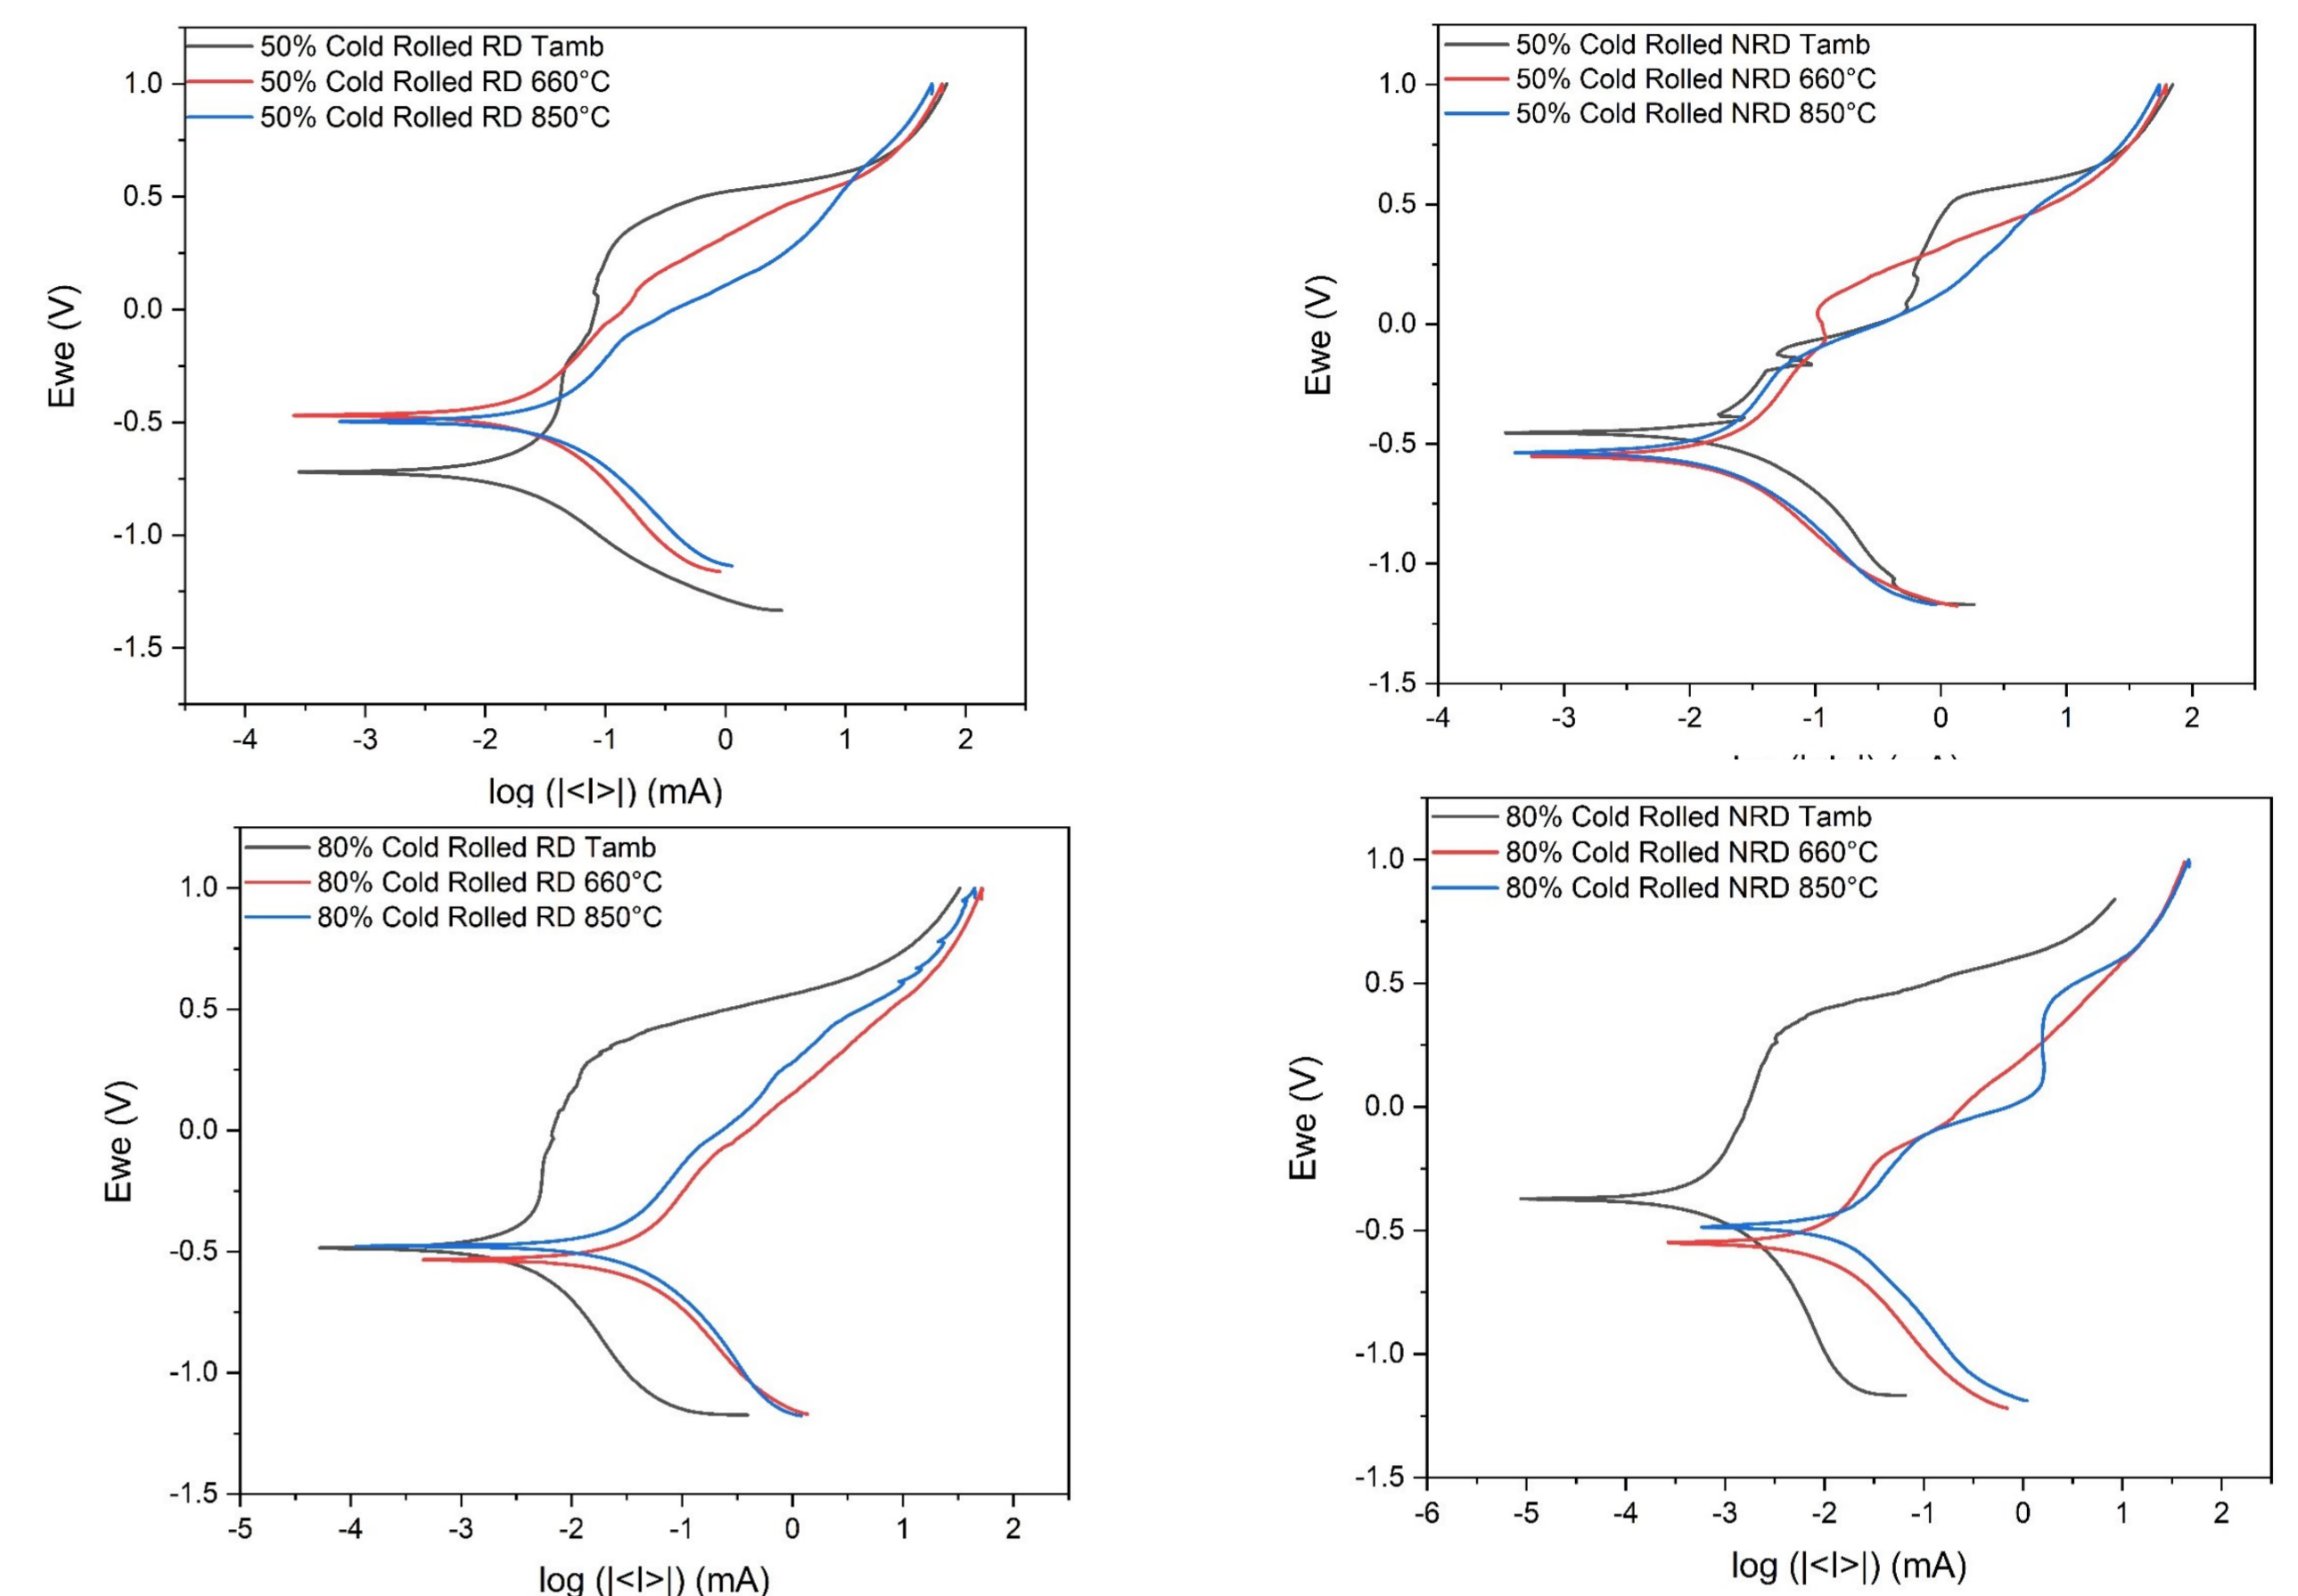 50% Cold Rolled RD Tamb
50% Cold Rolled RD 660°C
50% Cold Rolled RD 850°C
1.0
0.5
0.0
-0.5
-1.0
-1.5
Ewe (V)
-4 -3 -2 -1 0 1 2
log (|<I>|) (mA)
50% Cold Rolled NRD Tamb
50% Cold Rolled NRD 660°C
50% Cold Rolled NRD 850°C
1.0
0.5
0.0
-0.5
-1.0
-1.5
Ewe (V)
-4 -3 -2 -1 0 1 2
80% Cold Rolled RD Tamb
80% Cold Rolled RD 660°C
80% Cold Rolled RD 850°C
1.0
0.5
0.0
-0.5
-1.0
-1.5
Ewe (V)
-5 -4 -3 -2 -1 0 1 2
log (|<I>|) (mA)
80% Cold Rolled NRD Tamb
80% Cold Rolled NRD 660°C
80% Cold Rolled NRD 850°C
1.0
0.5
0.0
-0.5
-1.0
-1.5
Ewe (V)
-6 -5 -4 -3 -2 -1 0 1 2
log (|<I>|) (mA)